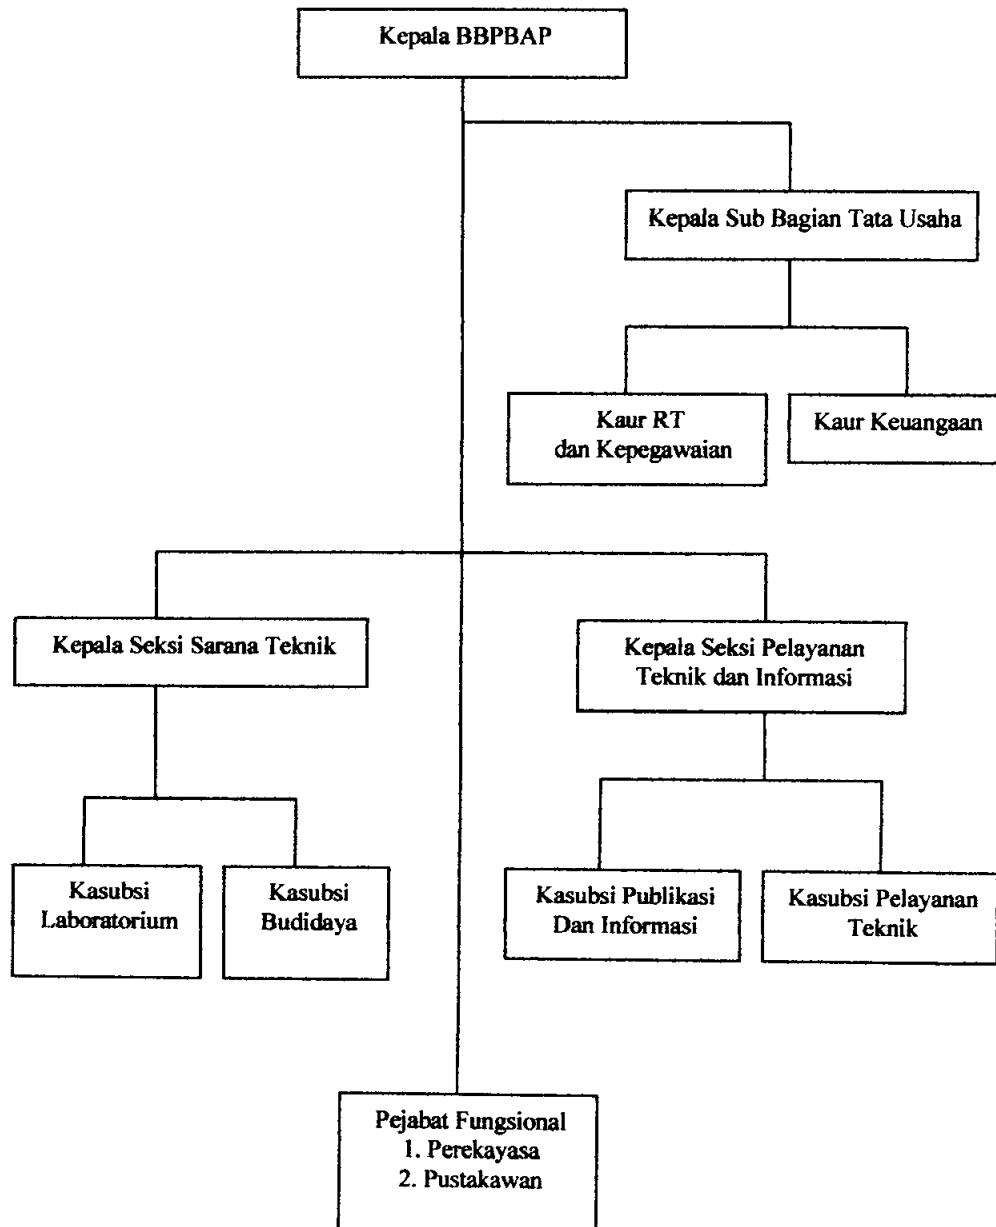 Kepala BBPBAP
Kepala Sub Bagian Tata Usaha
Kaur RT
dan Kepegawaian
Kaur Keuangaan
Kepala Seksi Sarana Teknik
Kepala Seksi Pelayanan
Teknik dan Informasi
Kasubsi
Laboratorium
Kasubsi
Budidaya
Kasubsi Publikasi
Dan Informasi
Kasubsi Pelayanan
Teknik
Pejabat Fungsional
1. Perekayasa
2. Pustakawan